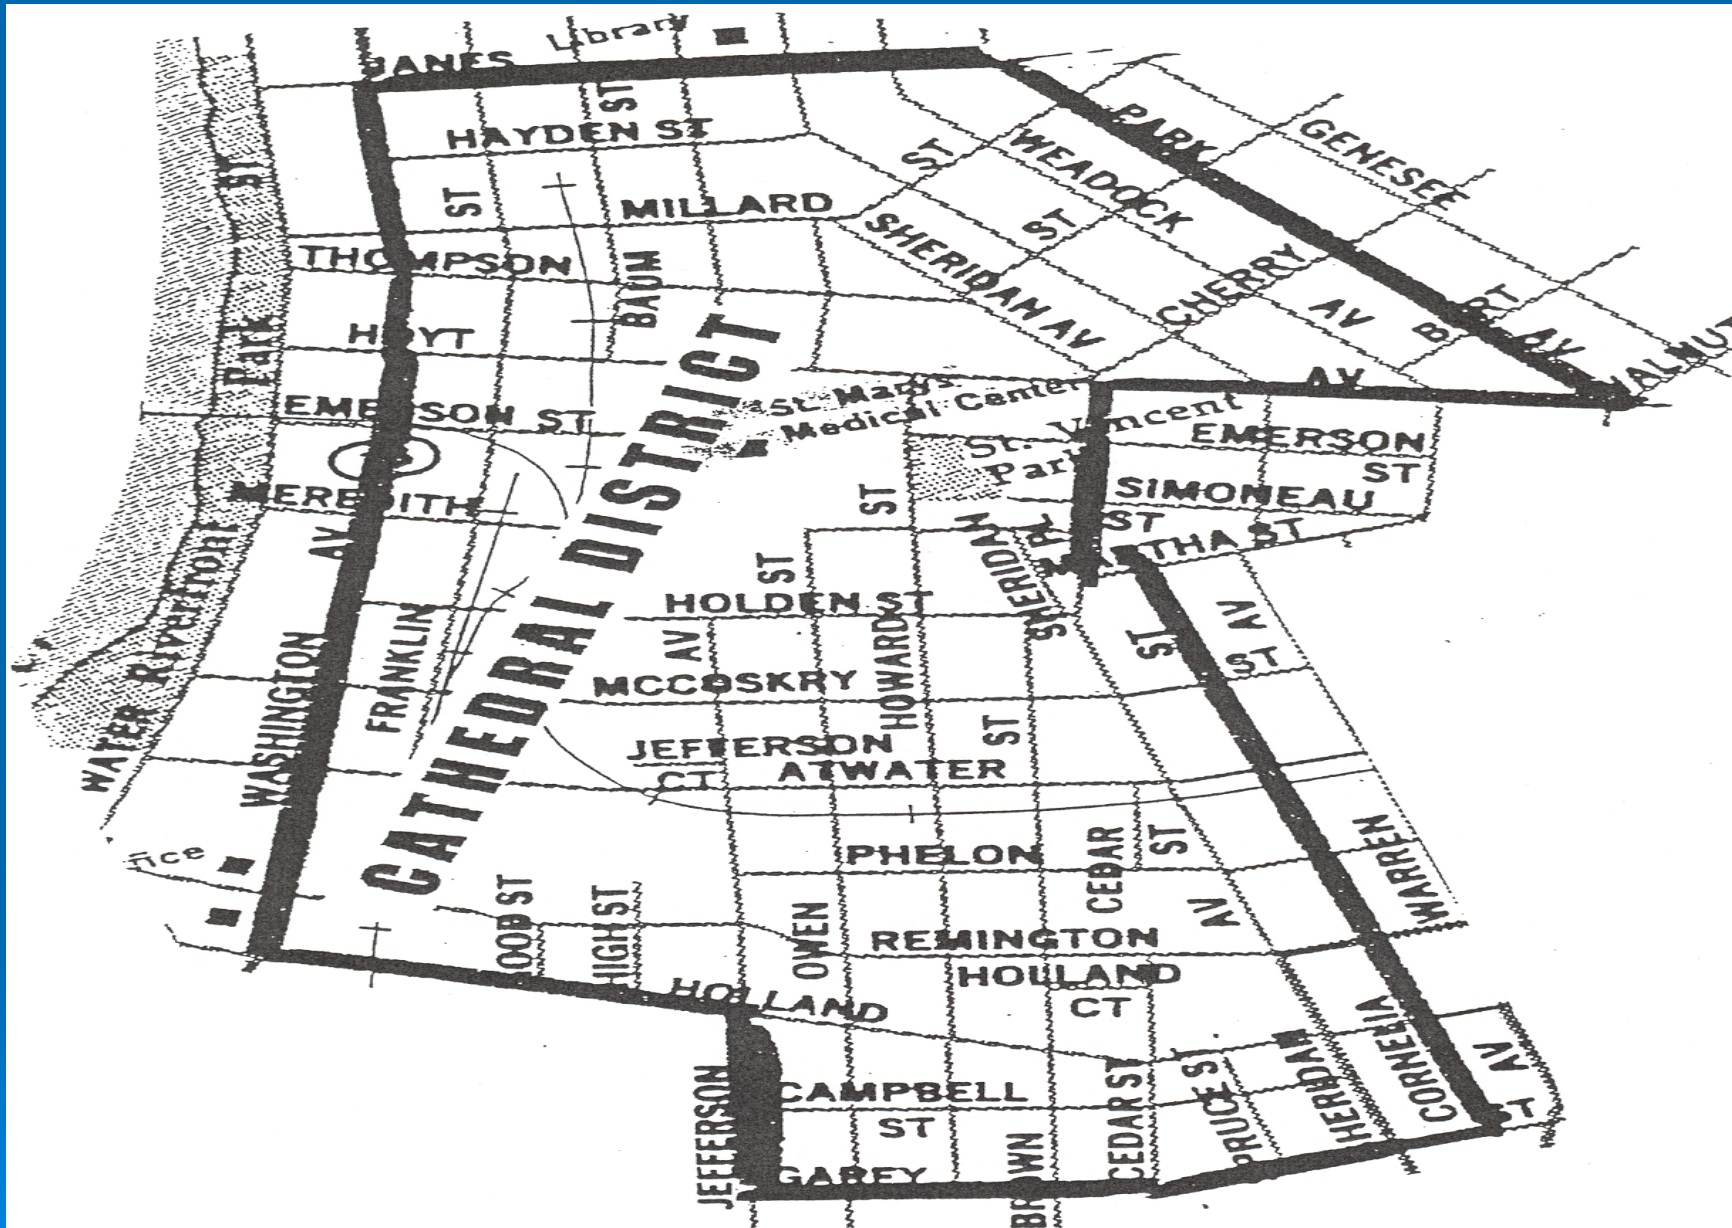 Library
JANES
ST
HAYDEN ST
PARK
GENESEE
WEADOCK
ST
ST
MILLARD
ST
SHERIDAN AV
CHERRY
THOMPSON
BAUM
AV
AV
HOYT
WALNUT
AV
St. Marys
Medical Center
St. Vincent
Park
EMERSON ST
EMERSON
ST
SIMONEAU
ST
MEREDITH
ST
AV
Park St.
WATER Riverfront
SHERIDAN
PL
ST
HOLDEN ST
AV
HOWARD
ST
AV
ST
FRANKLIN
WASHINGTON
CATHEDRAL DISTRICT
MCCOSKRY
JEFFERSON
CT
ATWATER
ST
PHELON
CEDAR
ST
WARREN
HIGH ST
OWEN
REMINGTON
AV
HOLLAND
HOLLAND
CT
CORNELIA
AV
JEFFERSON
CAMPBELL
ST
CEDAR ST
GAREY
BROWN